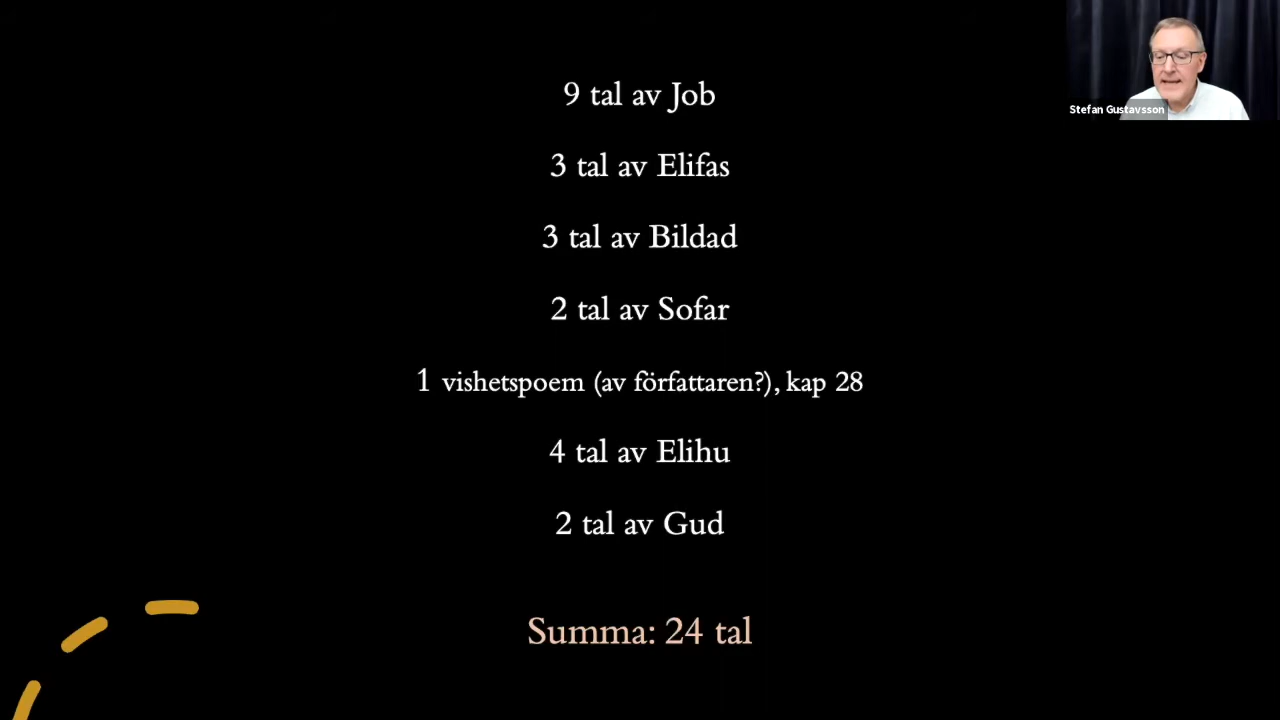 9 tal av Job
Stefan Gustavsson
3 tal av Elifas
3 tal av Bildad
2 tal av Sofar
1 vishetspoem (av författaren?), kap 28
4 tal av Elihu
2 tal av Gud
Summa: 24 tal